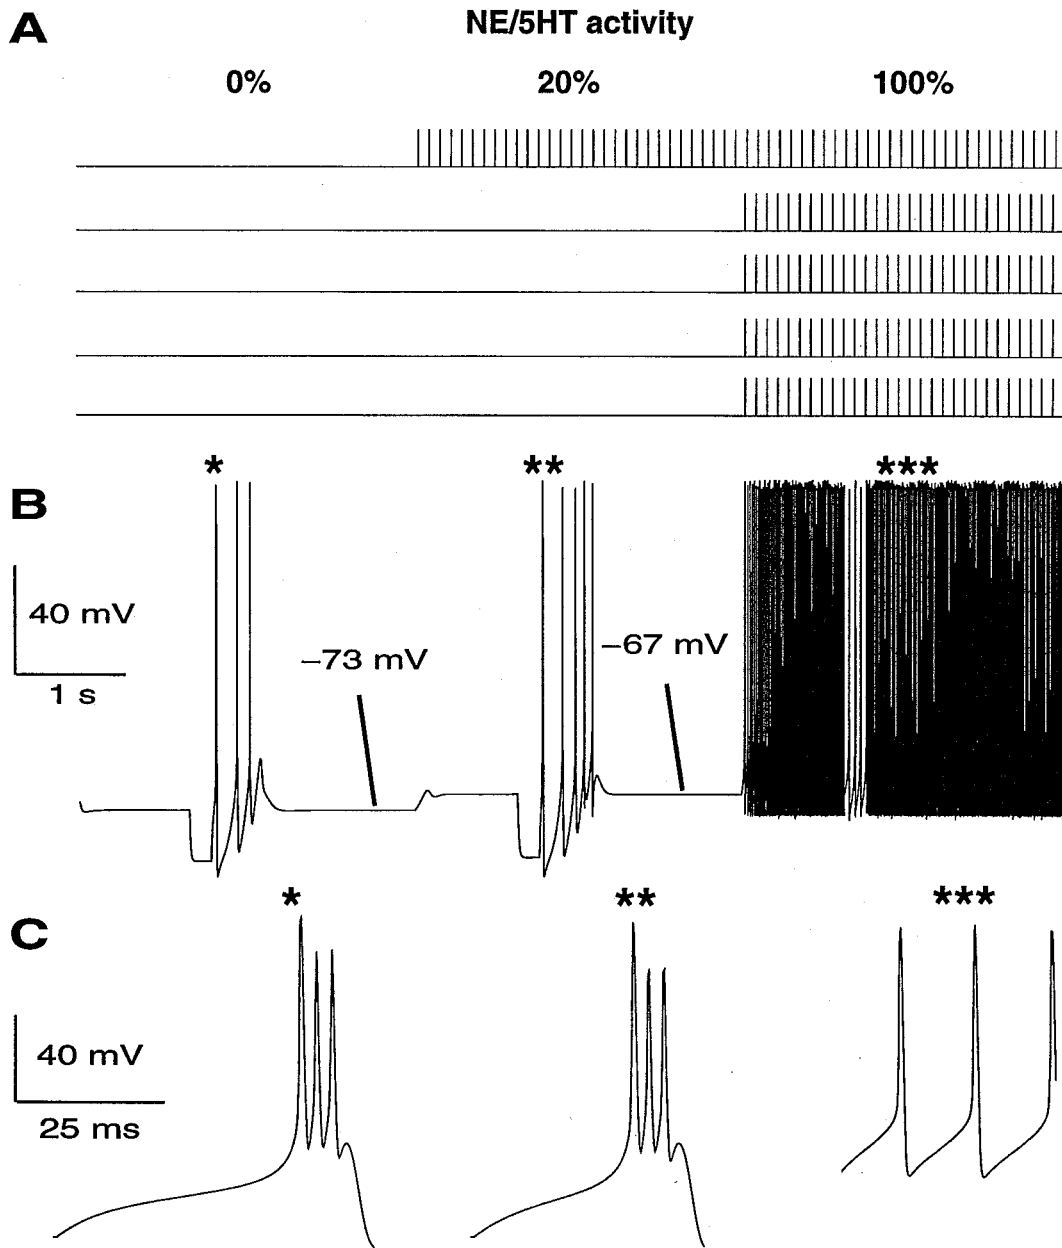 A
NE/5HT activity
0% 20% 100%
* ** ***
B
40 mV
1 s
–73 mV
–67 mV
* ** ***
C
40 mV
25 ms